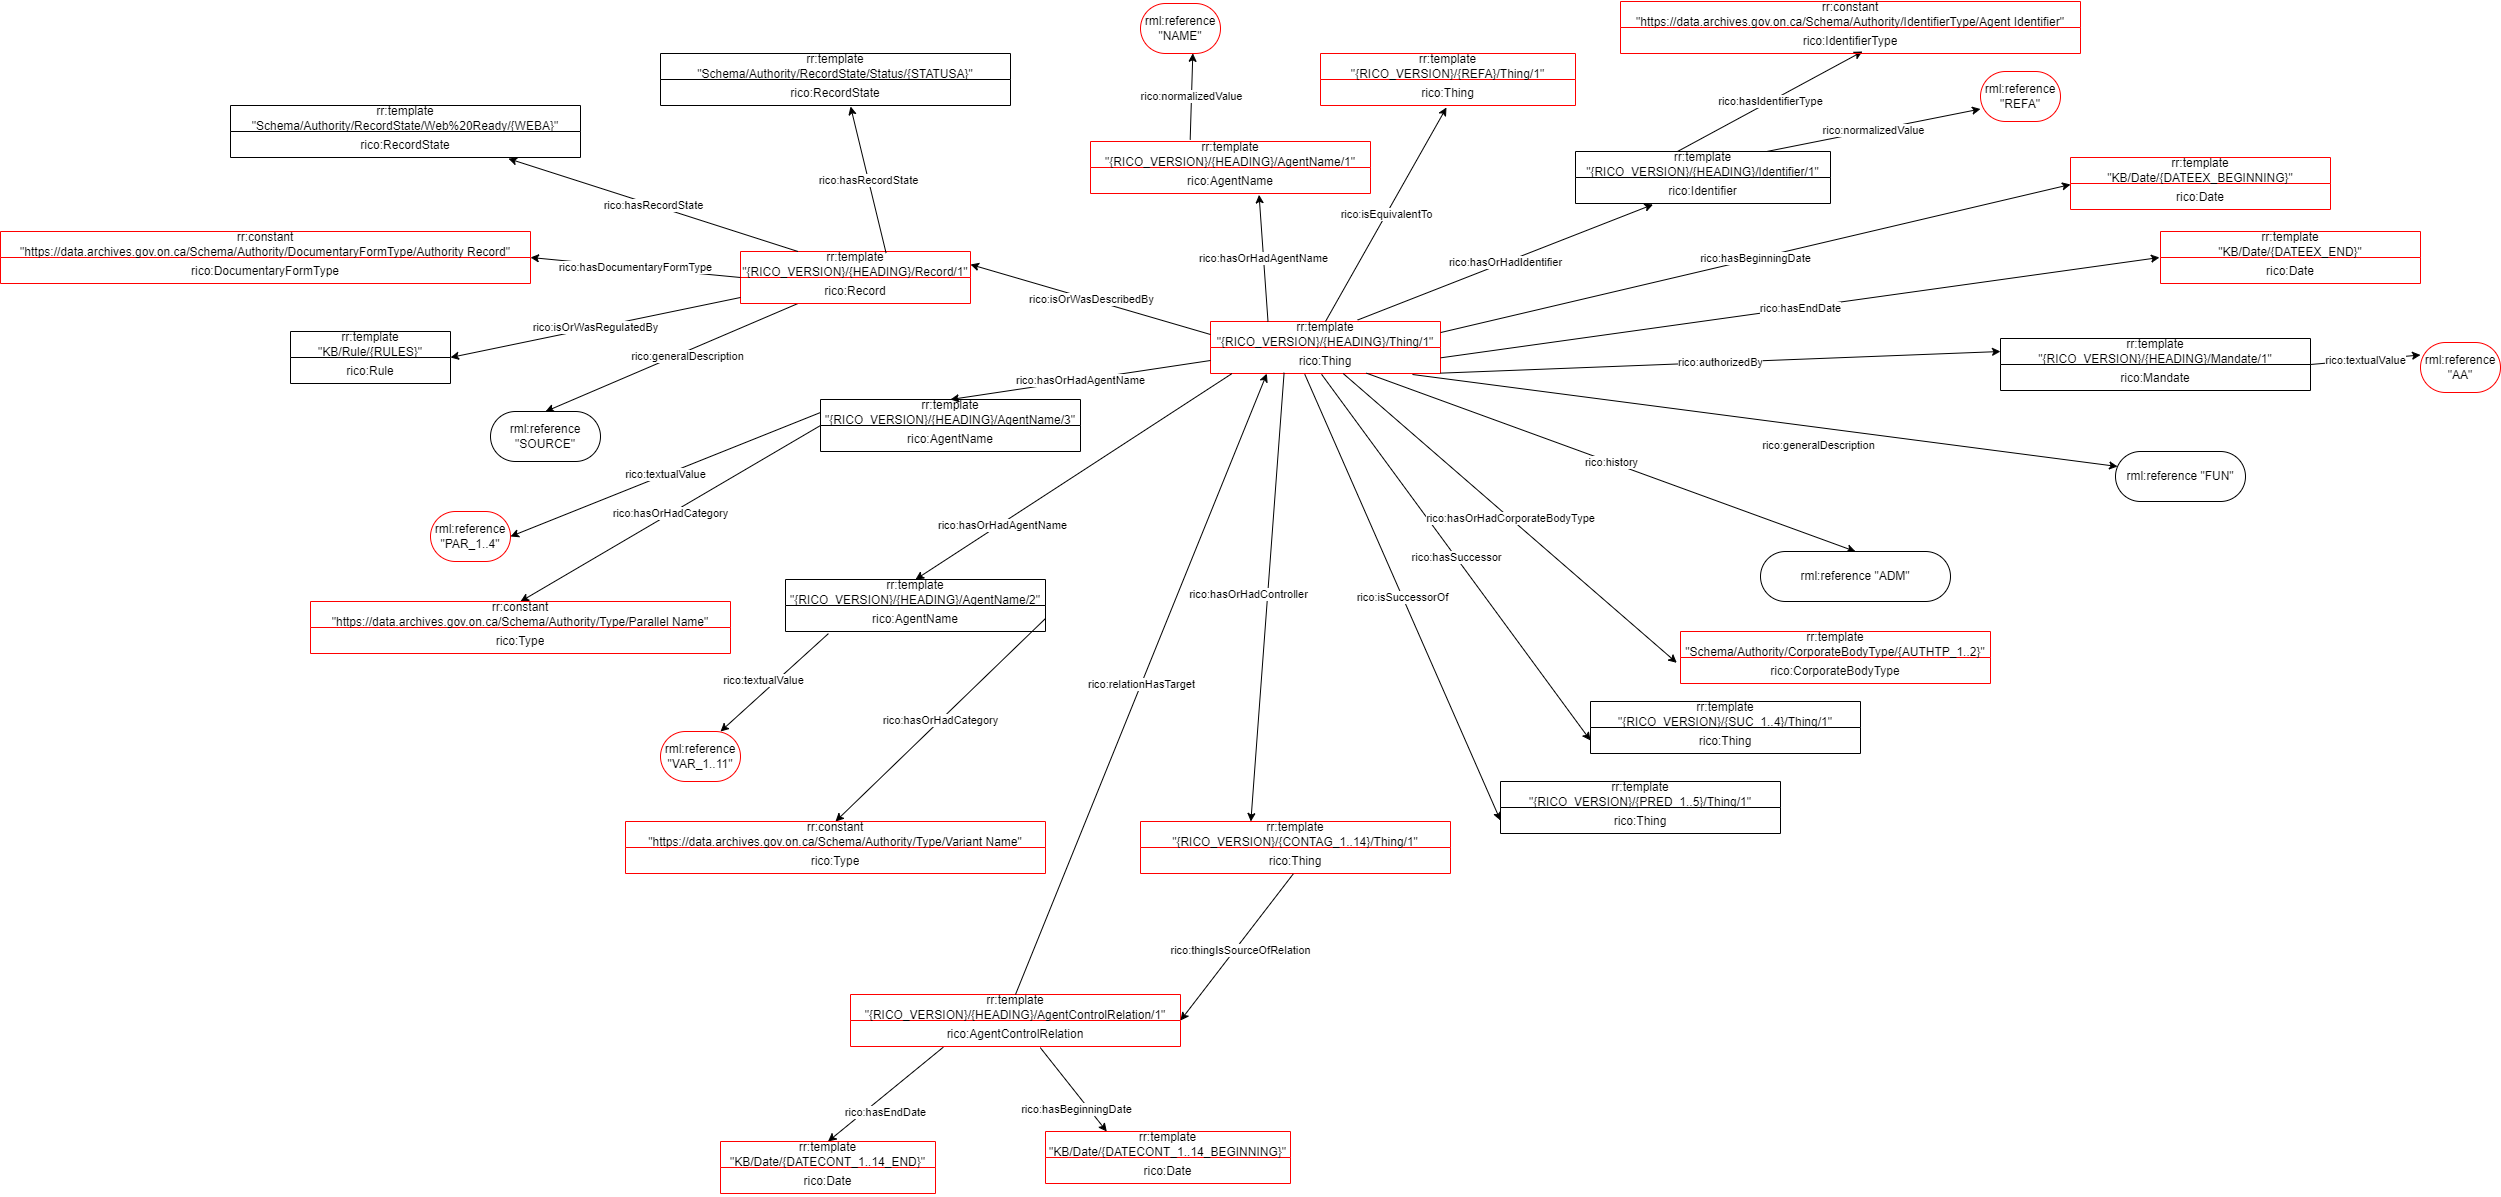 rr:constant
"https://data.archives.gov.on.ca/Schema/Authority/IdentifierType/Agent Identifier"
rico:IdentifierType
rml:reference
"NAME"
rr:template
"Schema/Authority/RecordState/Status/{STATUSA}"
rico:RecordState
rr:template
"{RICO_VERSION}/{REFA}/Thing/1"
rico:Thing
rml:reference
"REFA"
rico:normalizedValue
rico:hasIdentifierType
rr:template
"Schema/Authority/RecordState/Web%20Ready/{WEBA}"
rico:RecordState
rico:normalizedValue
rr:template
"{RICO_VERSION}/{HEADING}/AgentName/1"
rico:AgentName
rr:template
"{RICO_VERSION}/{HEADING}/Identifier/1"
rico:Identifier
rr:template
"KB/Date/{DATEEX_BEGINNING}"
rico:Date
rico:hasRecordState
rico:hasRecordState
rico:isEquivalentTo
rr:constant
"https://data.archives.gov.on.ca/Schema/Authority/DocumentaryFormType/Authority Record"
rico:DocumentaryFormType
rr:template
"KB/Date/{DATEEX_END}"
rico:Date
rico:hasDocumentaryFormType
rr:template
"{RICO_VERSION}/{HEADING}/Record/1"
rico:Record
rico:hasOrHadAgentName
rico:hasOrHadIdentifier
rico:hasBeginningDate
rico:isOrWasDescribedBy
rico:hasEndDate
rico:isOrWasRegulatedBy
rr:template
"KB/Rule/{RULES}"
rico:Rule
rico:generalDescription
rr:template
"{RICO_VERSION}/{HEADING}/Thing/1"
rico:Thing
rico:authorizedBy
rr:template
"{RICO_VERSION}/{HEADING}/Mandate/1"
rico:Mandate
rico:textualValue
rml:reference
"AA"
rico:hasOrHadAgentName
rml:reference
"SOURCE"
rr:template
"{RICO_VERSION}/{HEADING}/AgentName/3"
rico:AgentName
rico:generalDescription
rico:history
rml:reference "FUN"
rico:textualValue
rico:hasOrHadCategory
rico:hasOrHadAgentName
rico:hasOrHadCorporateBodyType
rml:reference
"PAR_1..4"
rico:hasSuccessor
rml:reference "ADM"
rr:template
"{RICO_VERSION}/{HEADING}/AgentName/2"
rico:AgentName
rico:hasOrHadController
rico:isSuccessorOf
rr:constant
"https://data.archives.gov.on.ca/Schema/Authority/Type/Parallel Name"
rico:Type
rr:template
"Schema/Authority/CorporateBodyType/{AUTHTP_1..2}"
rico:CorporateBodyType
rico:textualValue
rico:relationHasTarget
rico:hasOrHadCategory
rr:template
"{RICO_VERSION}/{SUC_1..4}/Thing/1"
rico:Thing
rml:reference
"VAR_1..11"
rr:template
"{RICO_VERSION}/{PRED_1..5}/Thing/1"
rico:Thing
rr:constant
"https://data.archives.gov.on.ca/Schema/Authority/Type/Variant Name"
rico:Type
rr:template
"{RICO_VERSION}/{CONTAG_1..14}/Thing/1"
rico:Thing
rico:thingIsSourceOfRelation
rr:template
"{RICO_VERSION}/{HEADING}/AgentControlRelation/1"
rico:AgentControlRelation
rico:hasEndDate
rico:hasBeginningDate
rr:template
"KB/Date/{DATECONT_1..14_END}"
rico:Date
rr:template
"KB/Date/{DATECONT_1..14_BEGINNING}"
rico:Date